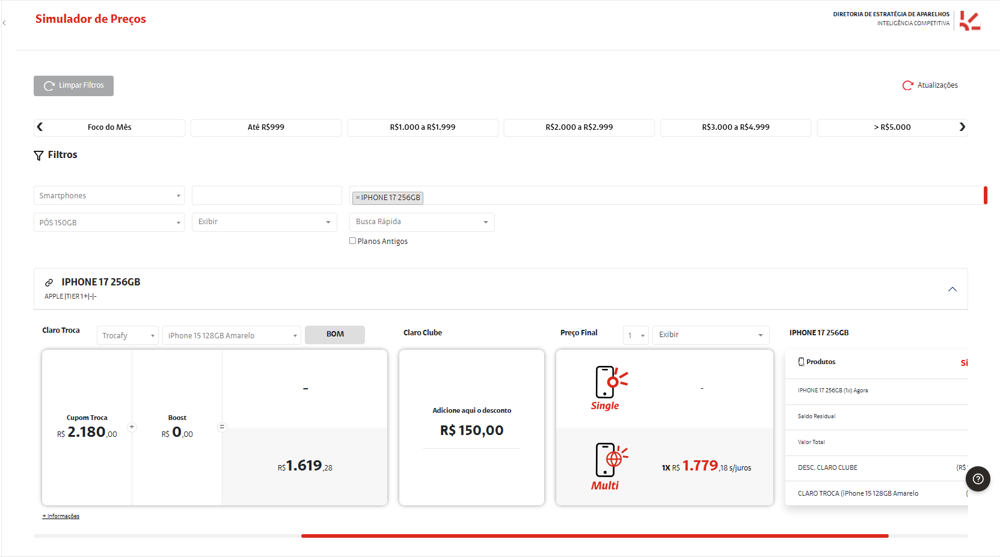 Simulador de Preços
DIRETORIA DE ESTRATÉGIA DE APARELHOS
INTELIGÊNCIA COMPETITIVA
Limpar Filtros
Atualizações
Foco do Mês
Até R$999
R$1.000 a R$1.999
R$2.000 a R$2.999
R$3.000 a R$4.999
> R$5.000
Filtros
Smartphones
×IPHONE 17 256GB
PÓS 150GB
Exibir
Busca Rápida
Planos Antigos
IPHONE 17 256GB
APPLE|TIER 1+|-|-
Claro Troca
Trocafy
iPhone 15 128GB Amarelo
BOM
Claro Clube
Preço Final
1
Exibir
IPHONE 17 256GB
Cupom Troca
R$ 2.180,00
+
Boost
R$ 0,00
=
-
R$1.619,28
Adicione aqui o desconto
R$ 150,00
Single
-
Multi
1X R$ 1.779,18 s/juros
Produtos
Si
IPHONE 17 256GB (1x) Agora
Saldo Residual
Valor Total
DESC. CLARO CLUBE
(R$
CLARO TROCA (iPhone 15 128GB Amarelo
(
+ Informações